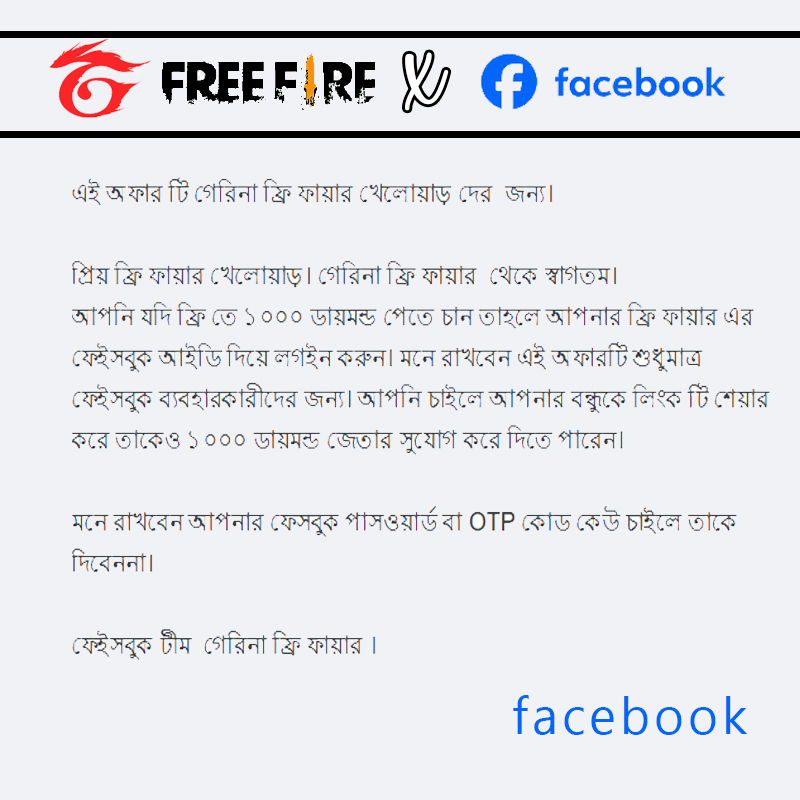 FREE FIRE X facebook
এই অফার টি গেরিনা ফ্রি ফায়ার খেলোয়াড় দের জন্য।
প্রিয় ফ্রি ফায়ার খেলোয়াড়। গেরিনা ফ্রি ফায়ার থেকে স্বাগতম।
আপনি যদি ফ্রি তে ১০০০ ডায়মন্ড পেতে চান তাহলে আপনার ফ্রি ফায়ার এর
ফেইসবুক আইডি দিয়ে লগইন করুন। মনে রাখবেন এই অফারটি শুধুমাত্র
ফেইসবুক ব্যবহারকারীদের জন্য। আপনি চাইলে আপনার বন্ধুকে লিংক টি শেয়ার
করে তাকেও ১০০০ ডায়মন্ড জেতার সুযোগ করে দিতে পারেন।
মনে রাখবেন আপনার ফেসবুক পাসওয়ার্ড বা OTP কোড কেউ চাইলে তাকে
দিবেননা।
ফেইসবুক টীম গেরিনা ফ্রি ফায়ার ।
facebook